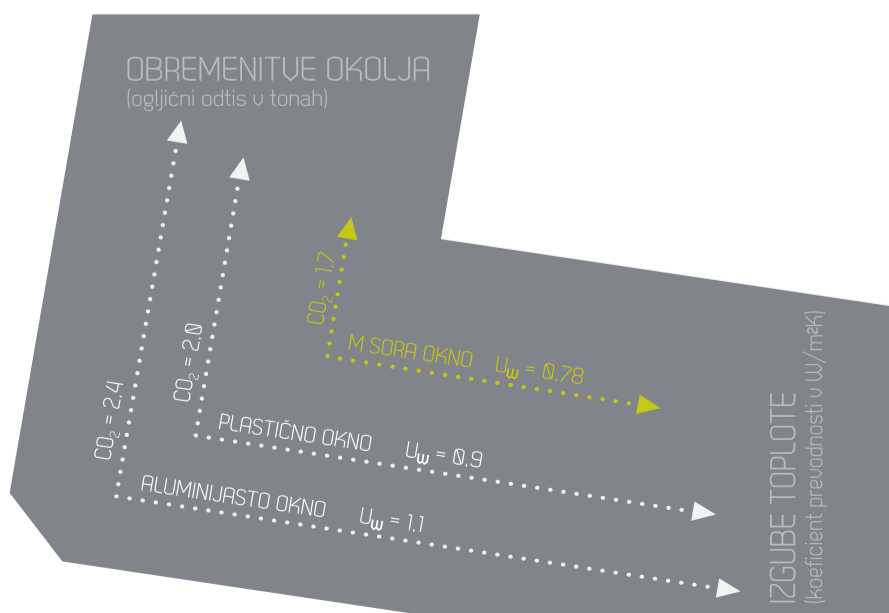 OBREMENITVE OKOLJA
(ogljični odtis v tonah)
CO₂ = 1,7
M SORA OKNO Uw = 0.78
CO₂ = 2,0
PLASTIČNO OKNO Uw = 0,9
CO₂ = 2,4
ALUMINIJASTO OKNO Uw = 1.1
IZGUBE TOPLOTE
(koeficient prevodnosti v W/m²K)